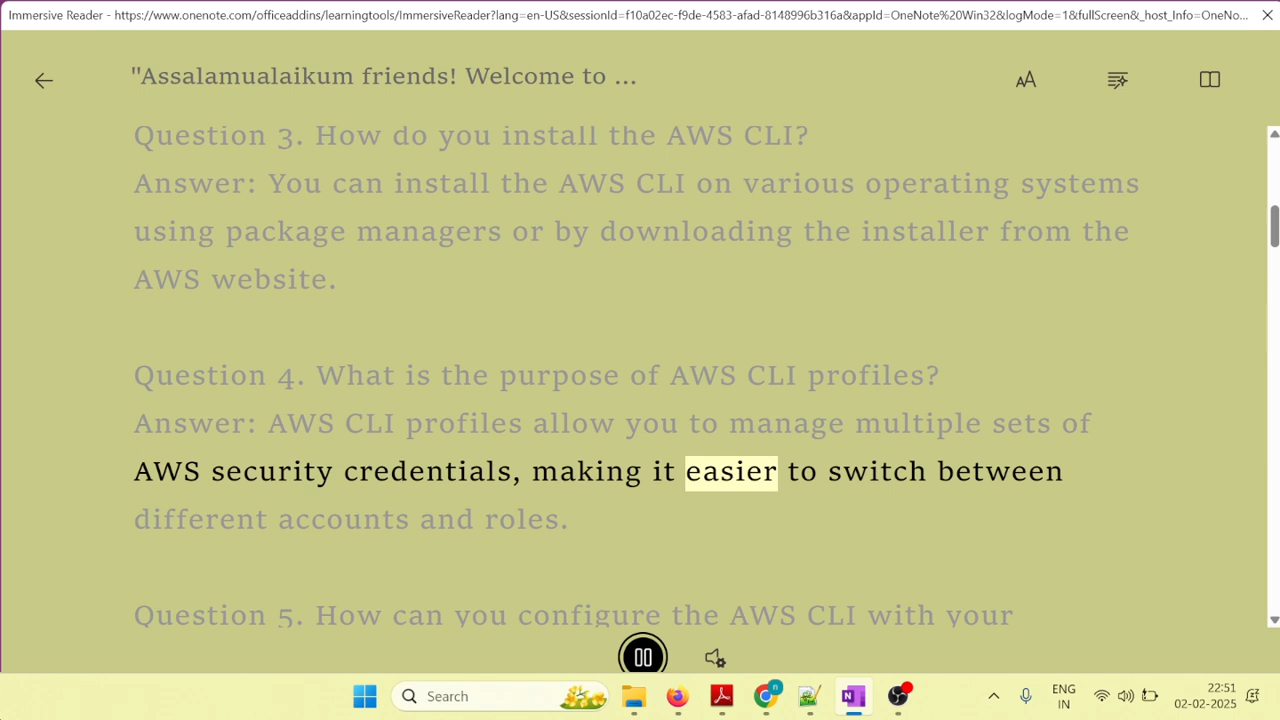 Immersive Reader - https://www.onenote.com/officeaddins/learningtools/ImmersiveReader?lang=en-US&sessionId=f10a02ec-f9de-4583-afad-8148996b316a&appId=OneNote%20Win32&logMode=1&fullScreen&_host_Info=OneNo...
"Assalamualaikum friends! Welcome to ...
Question 3. How do you install the AWS CLI?
Answer: You can install the AWS CLI on various operating systems
using package managers or by downloading the installer from the
AWS website.
Question 4. What is the purpose of AWS CLI profiles?
Answer: AWS CLI profiles allow you to manage multiple sets of
AWS security credentials, making it easier to switch between
different accounts and roles.
Question 5. How can you configure the AWS CLI with your
Search
ENG
IN
22:51
02-02-2025